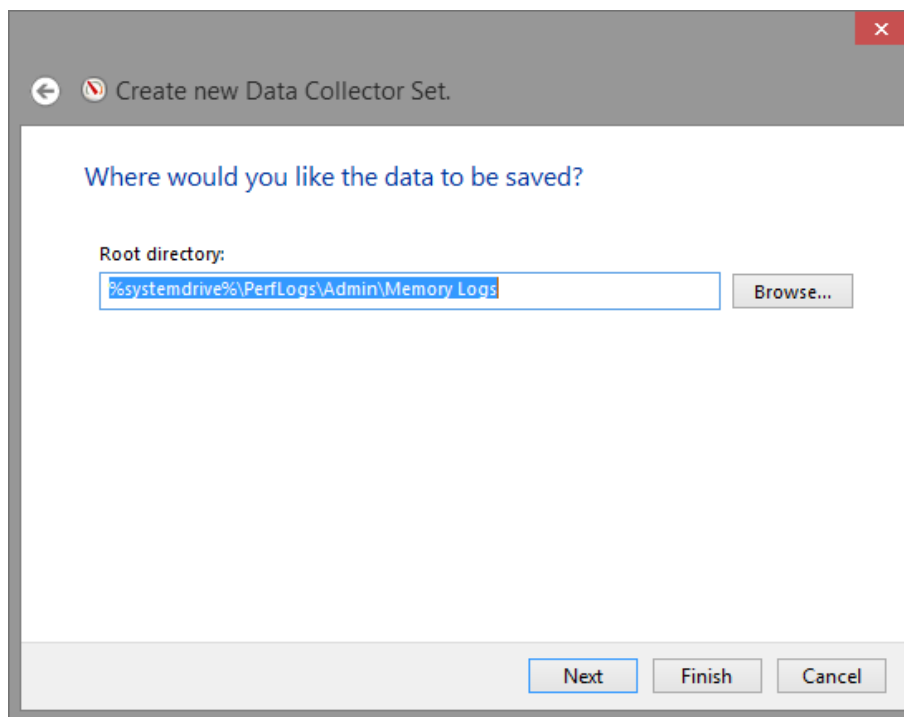 Create new Data Collector Set.
Where would you like the data to be saved?
Root directory:
%systemdrive%\PerfLogs\Admin\Memory Logs
Browse...
Next
Finish
Cancel